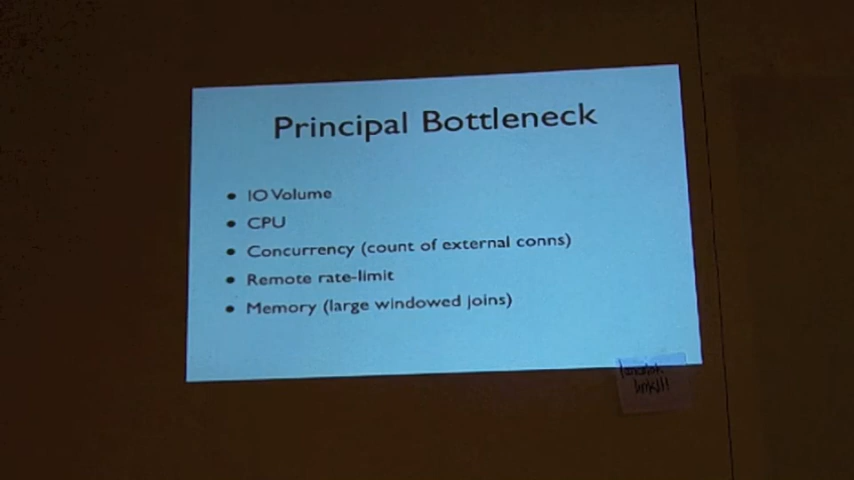 Principal Bottleneck
• IO Volume
• CPU
• Concurrency (count of external conns)
• Remote rate-limit
• Memory (large windowed joins)